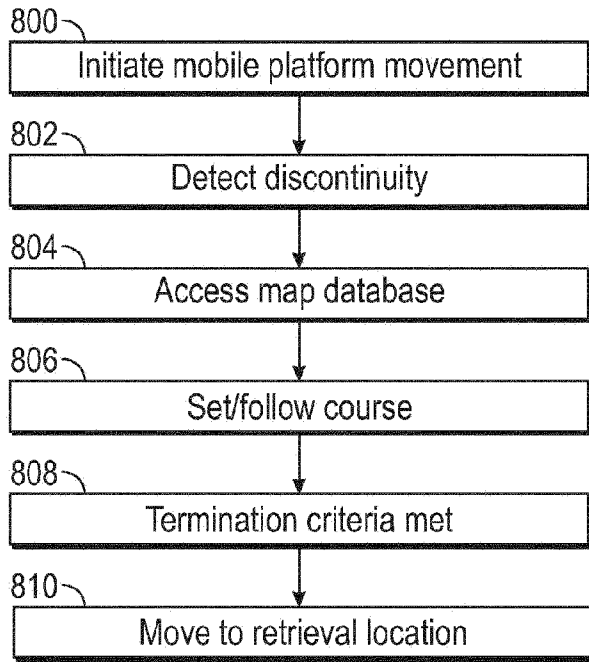 800
Initiate mobile platform movement
802
Detect discontinuity
804
Access map database
806
Set/follow course
808
Termination criteria met
810
Move to retrieval location